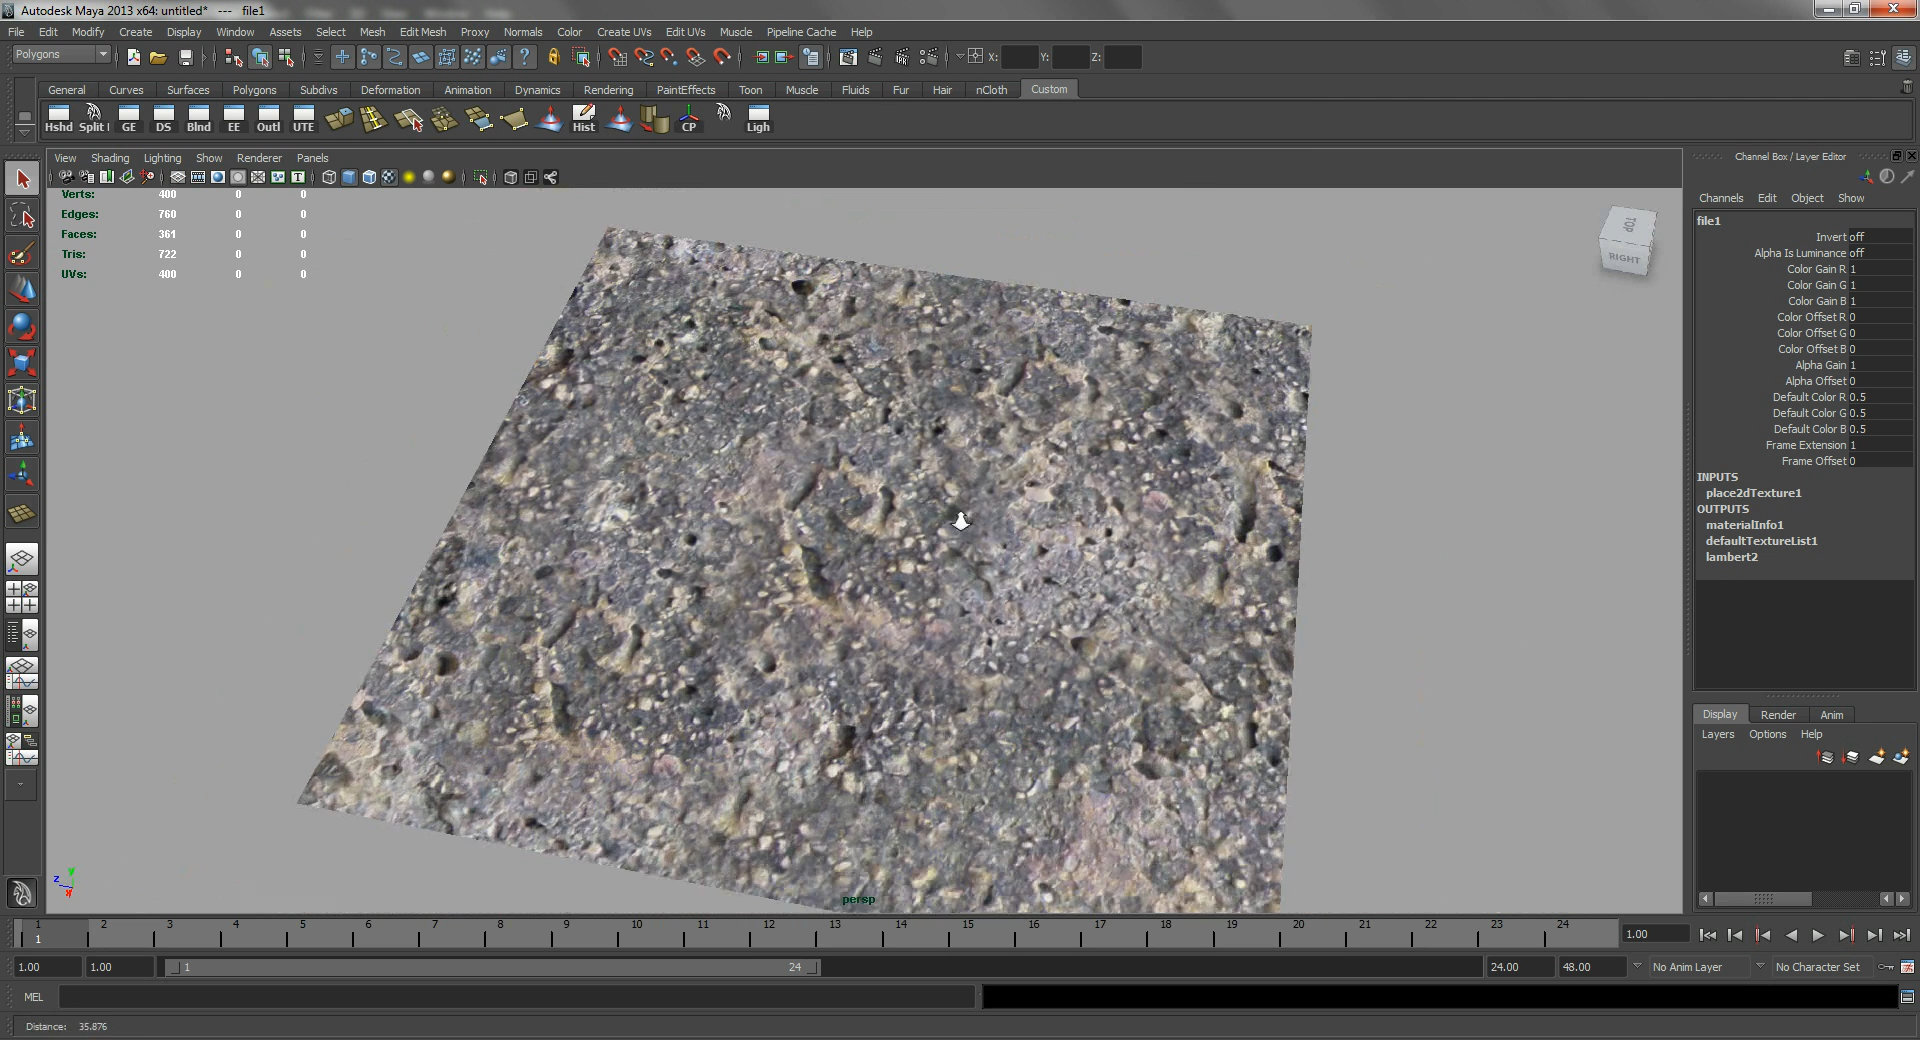 Autodesk Maya 2013 x64: untitled* --- file1
File Edit Modify Create Display Window Assets Select Mesh Edit Mesh Proxy Normals Color Create UVs Edit UVs Muscle Pipeline Cache Help
Polygons X: Y: Z:
General Curves Surfaces Polygons Subdivs Deformation Animation Dynamics Rendering PaintEffects Toon Muscle Fluids Fur Hair nCloth Custom
Hshd Split GE DS Blnd EE Outl UTE Hist CP Ligh
View Shading Lighting Show Renderer Panels
Verts: 400 0 0
Edges: 760 0 0
Faces: 361 0 0
Tris: 722 0 0
UVs: 400 0 0
TOP
RIGHT
persp
z y x
Channel Box / Layer Editor
Channels Edit Object Show
file1
Invert off
Alpha Is Luminance off
Color Gain R 1
Color Gain G 1
Color Gain B 1
Color Offset R 0
Color Offset G 0
Color Offset B 0
Alpha Gain 1
Alpha Offset 0
Default Color R 0.5
Default Color G 0.5
Default Color B 0.5
Frame Extension 1
Frame Offset 0
INPUTS
place2dTexture1
OUTPUTS
materialInfo1
defaultTextureList1
lambert2
Display Render Anim
Layers Options Help
1 2 3 4 5 6 7 8 9 10 11 12 13 14 15 16 17 18 19 20 21 22 23 24
1 1.00
1.00 1.00 1 24 24.00 48.00 No Anim Layer No Character Set
MEL
Distance: 35.876